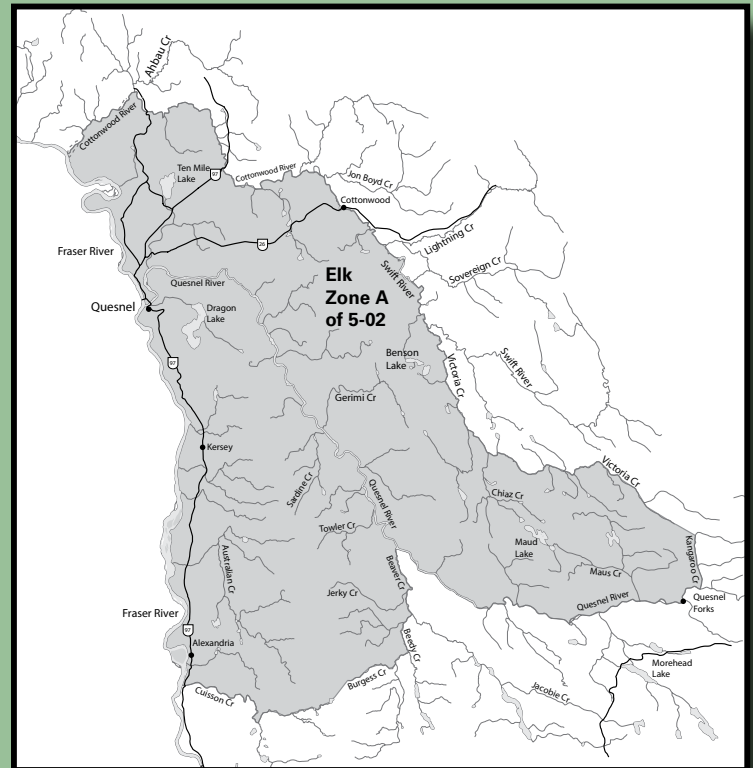 Ahbau Cr
Cottonwood River
Ten Mile
Lake
97
Cottonwood River
Jon Boyd Cr
Cottonwood
Lightning Cr
26
Fraser River
Swift River
Sovereign Cr
Elk
Zone A
of 5-02
Quesnel River
Quesnel
Dragon
Lake
Benson
Lake
Victoria Cr
Swift River
97
Gerimi Cr
Kersey
Victoria Cr
Sardine Cr
Quesnel River
Chiaz Cr
Towler Cr
Maud
Lake
Kangaroo Cr
Australian Cr
Beaver Cr
Maus Cr
Jerky Cr
Quesnel River
Quesnel
Forks
Fraser River
97
Alexandria
Beedy Cr
Morehead
Lake
Burgess Cr
Jacobie Cr
Cuisson Cr